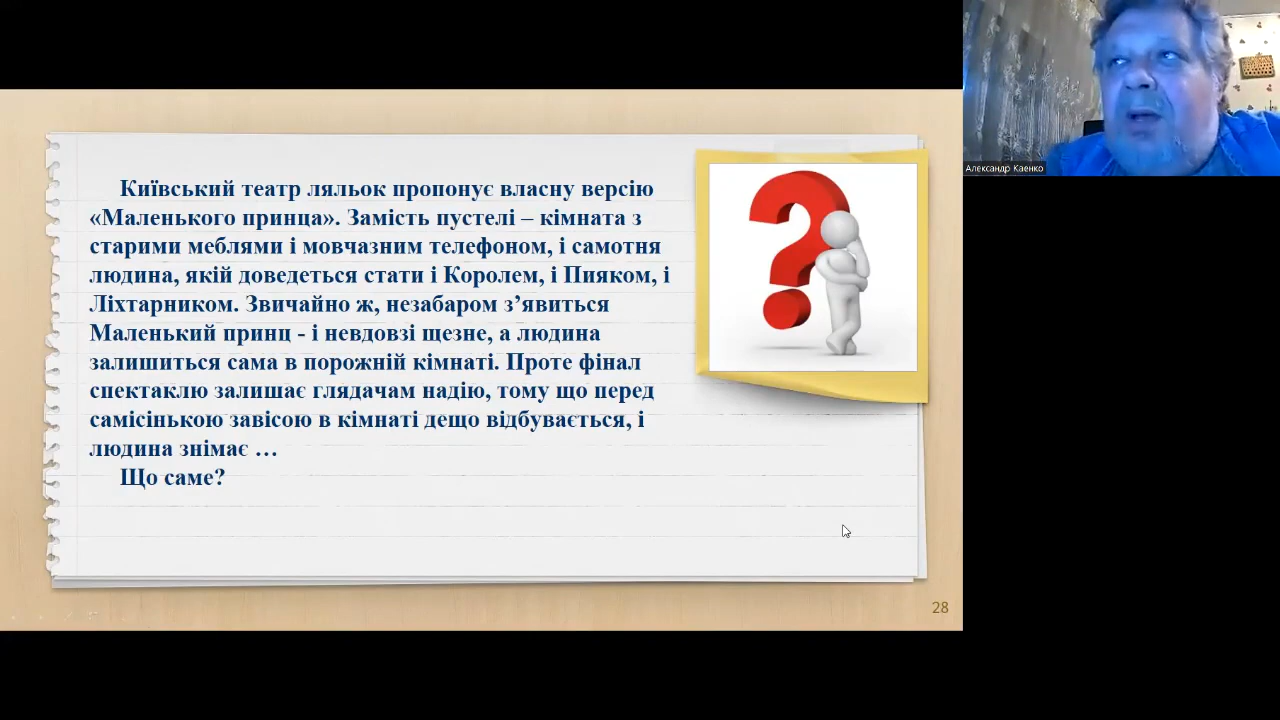 Київський театр ляльок пропонує власну версію
«Маленького принца». Замість пустелі – кімната з
старими меблями і мовчазним телефоном, і самотня
людина, якій доведеться стати і Королем, і Пияком, і
Ліхтарником. Звичайно ж, незабаром з’явиться
Маленький принц - і невдовзі щезне, а людина
залишиться сама в порожній кімнаті. Проте фінал
спектаклю залишає глядачам надію, тому що перед
самісінькою завісою в кімнаті дещо відбувається, і
людина знімає …
Що саме?
28
Александр Каенко